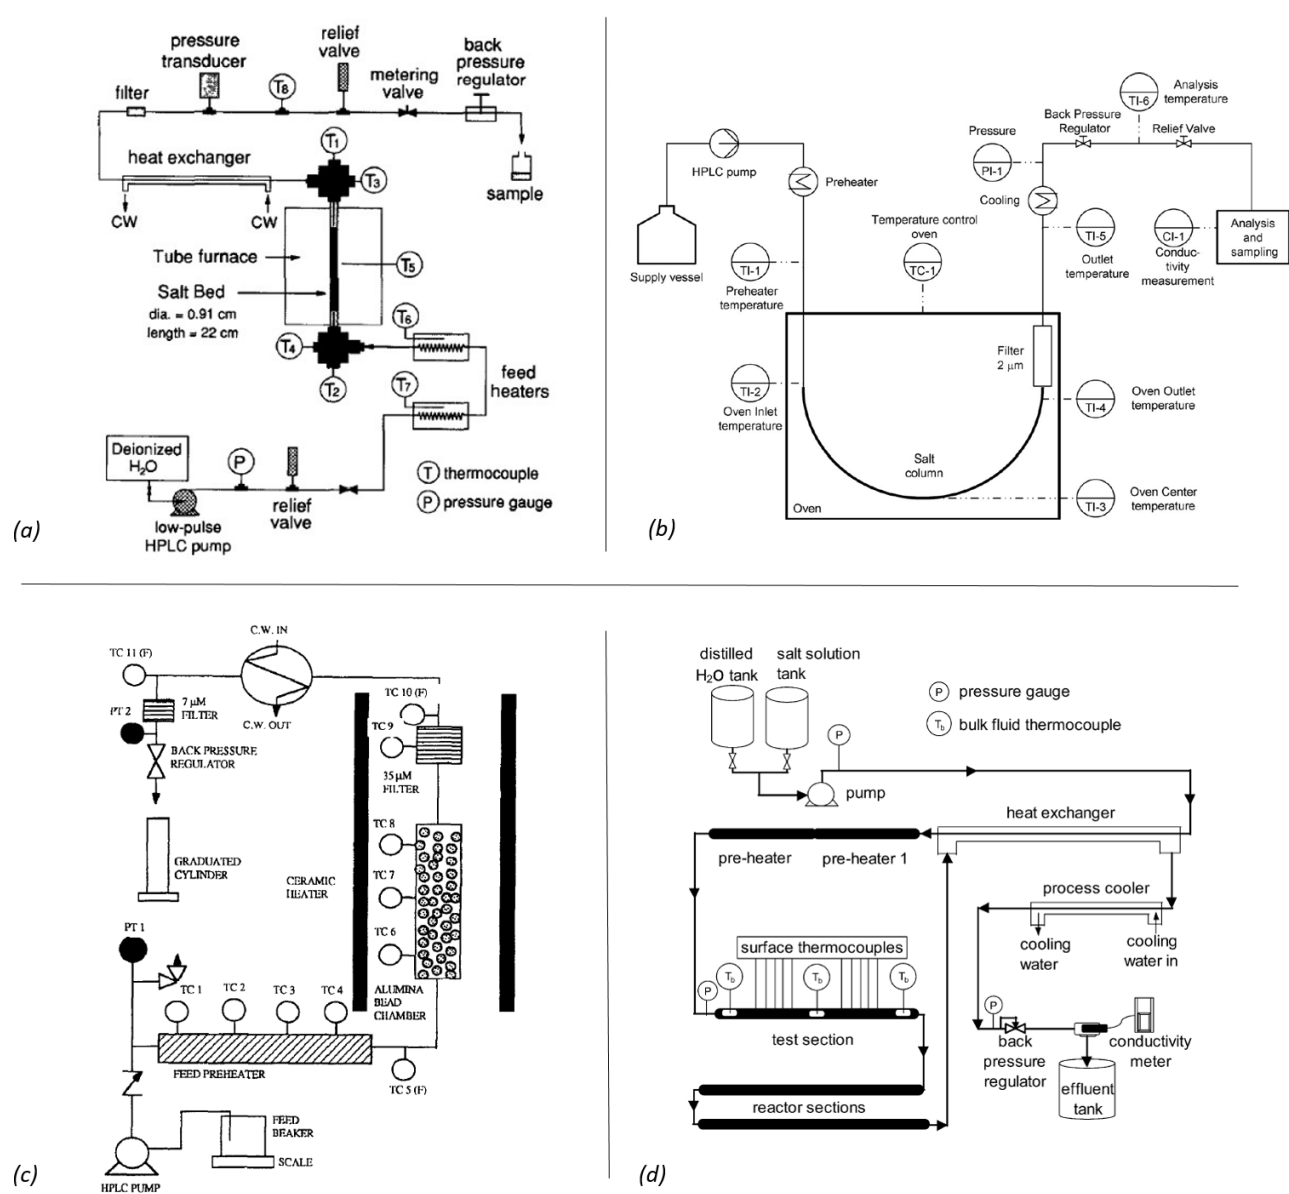 pressure
transducer
relief
valve
back
pressure
regulator
metering
valve
T8
filter
T1
heat exchanger
T3
CW
CW
sample
Tube furnace
T5
Salt Bed
dia. = 0.91 cm
length = 22 cm
T6
T4
T2
T7
feed
heaters
Deionized
H2O
P
T thermocouple
P pressure gauge
relief
valve
low-pulse
HPLC pump
(a)
TI-6
Analysis
temperature
Back Pressure
Regulator
Relief Valve
Pressure
PI-1
HPLC pump
Preheater
Cooling
Temperature control
oven
TC-1
TI-5
Outlet
temperature
CI-1
Conduc-
tivity
measurement
Analysis
and
sampling
Supply vessel
TI-1
Preheater
temperature
Filter
2 μm
TI-2
Oven Inlet
temperature
TI-4
Oven Outlet
temperature
Salt
column
TI-3
Oven Center
temperature
Oven
(b)
C.W. IN
TC 11 (F)
7 μM
FILTER
PT 2
C.W. OUT
TC 10 (F)
TC 9
BACK PRESSURE
REGULATOR
35 μM
FILTER
TC 8
GRADUATED
CYLINDER
CERAMIC
HEATER
TC 7
TC 6
PT 1
ALUMINA
BEAD
CHAMBER
TC 1
TC 2
TC 3
TC 4
FEED PREHEATER
TC 5 (F)
FEED
BEAKER
SCALE
HPLC PUMP
(c)
distilled
H2O tank
salt solution
tank
P pressure gauge
Tb bulk fluid thermocouple
P
pump
heat exchanger
pre-heater
pre-heater 1
process cooler
cooling
water
cooling
water in
surface thermocouples
P
Tb
Tb
Tb
test section
P
back
pressure
regulator
conductivity
meter
effluent
tank
reactor sections
(d)